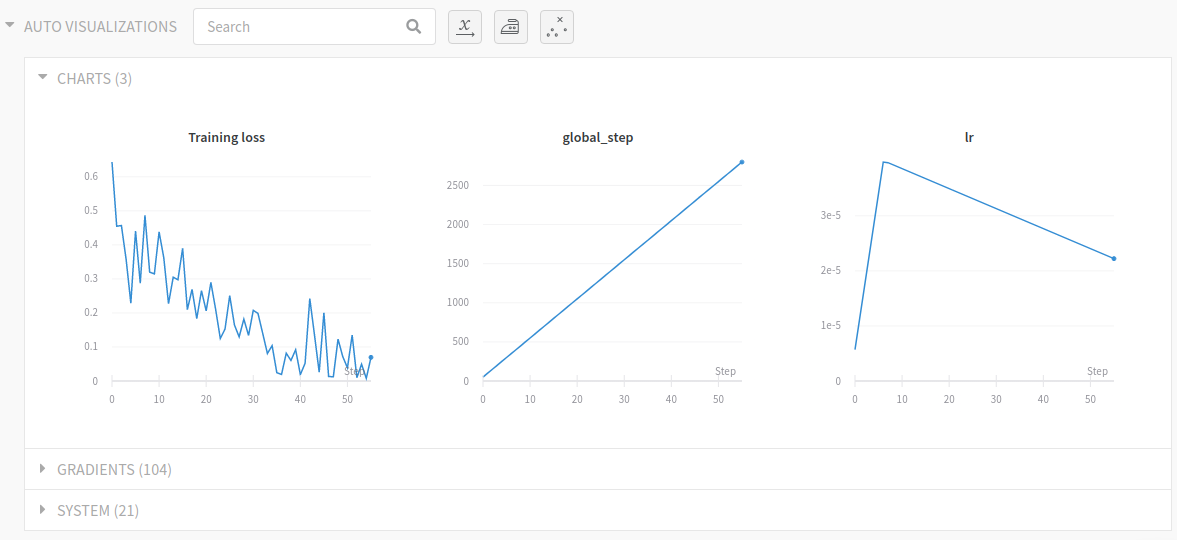 AUTO VISUALIZATIONS
Search
x
CHARTS (3)
Training loss
0.6
0.5
0.4
0.3
0.2
0.1
0
Step
0 10 20 30 40 50
global_step
2500
2000
1500
1000
500
0
Step
0 10 20 30 40 50
lr
3e-5
2e-5
1e-5
0
Step
0 10 20 30 40 50
GRADIENTS (104)
SYSTEM (21)